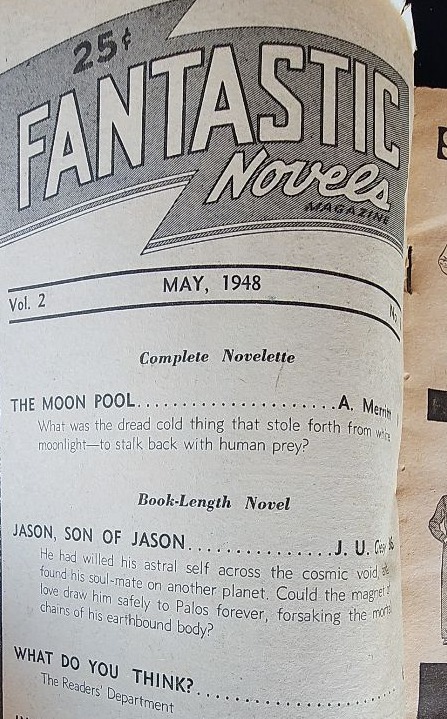 25¢
FANTASTIC
Novels
MAGAZINE
Vol. 2
MAY, 1948
Complete Novelette
THE MOON POOL....................A. Merritt
What was the dread cold thing that stole forth from white
moonlight—to stalk back with human prey?
Book-Length Novel
JASON, SON OF JASON..............J. U.
He had willed his astral self across the cosmic void,
found his soul-mate on another planet. Could the magnet of
love draw him safely to Palos forever, forsaking the mortal
chains of his earthbound body?
WHAT DO YOU THINK?....................
The Readers' Department